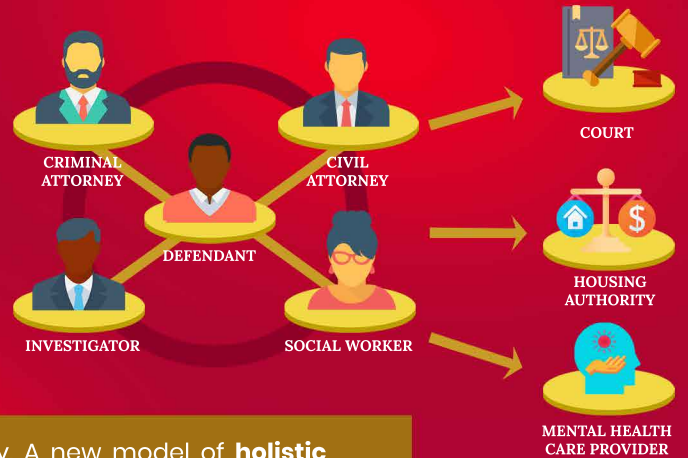 CRIMINAL
ATTORNEY
CIVIL
ATTORNEY
DEFENDANT
INVESTIGATOR
SOCIAL WORKER
COURT
HOUSING
AUTHORITY
$
MENTAL HEALTH
CARE PROVIDER
A new model of holistic